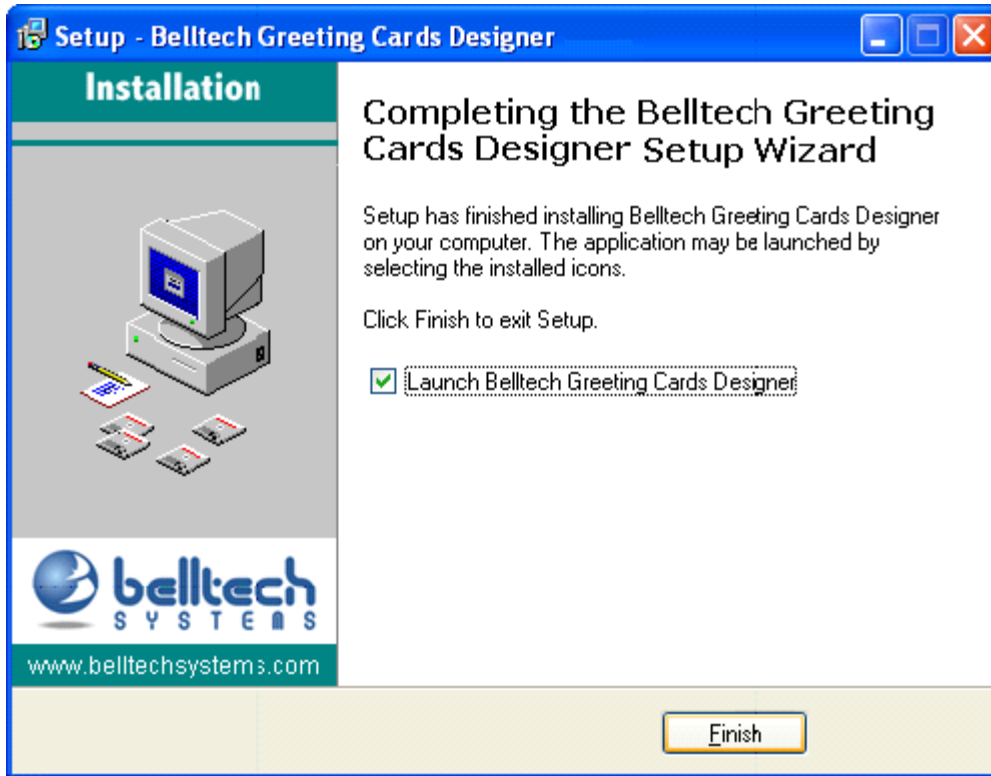 Setup - Belltech Greeting Cards Designer
Installation
Completing the Belltech Greeting
Cards Designer Setup Wizard
Setup has finished installing Belltech Greeting Cards Designer
on your computer. The application may be launched by
selecting the installed icons.
Click Finish to exit Setup.
Launch Belltech Greeting Cards Designer
belltech
SYSTEMS
www.belltechsystems.com
Finish